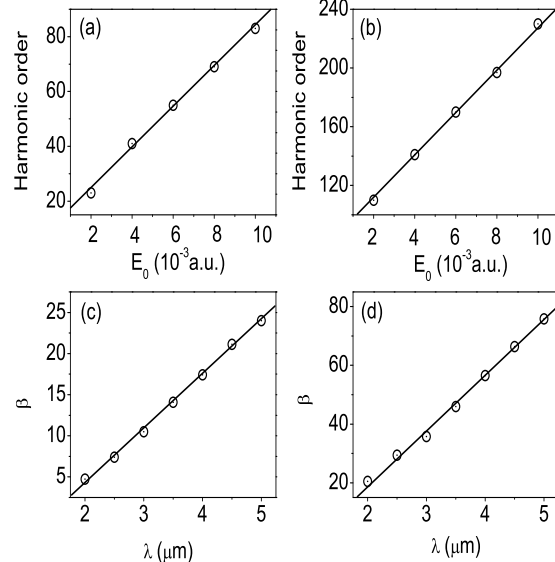 (a)
Harmonic order
80
60
40
20
2 4 6 8 10
E₀ (10⁻³a.u.)
(b)
Harmonic order
240
200
160
120
2 4 6 8 10
E₀ (10⁻³a.u.)
(c)
β
25
20
15
10
5
2 3 4 5
λ (μm)
(d)
β
80
60
40
20
2 3 4 5
λ (μm)